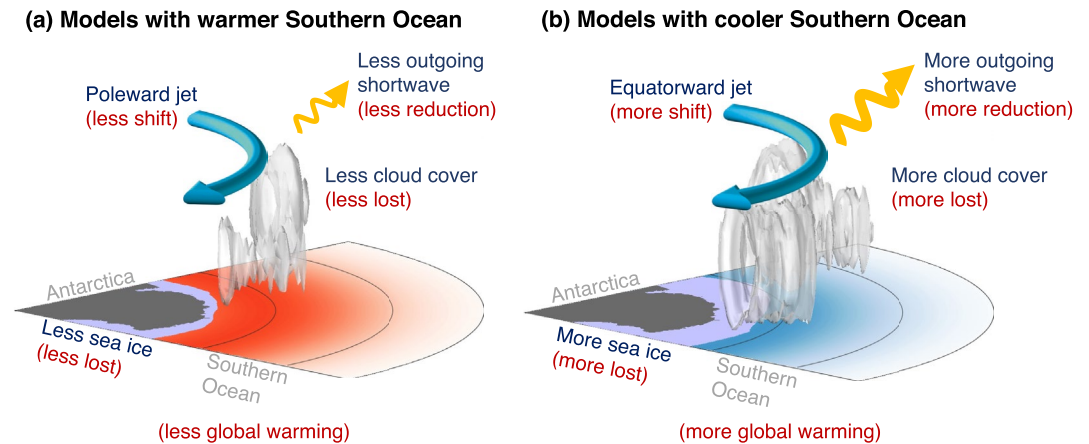 (a) Models with warmer Southern Ocean
Less outgoing
shortwave
(less reduction)
Poleward jet
(less shift)
Less cloud cover
(less lost)
Antarctica
Less sea ice
(less lost)
Southern
Ocean
(less global warming)
(b) Models with cooler Southern Ocean
More outgoing
shortwave
(more reduction)
Equatorward jet
(more shift)
More cloud cover
(more lost)
Antarctica
More sea ice
(more lost)
Southern
Ocean
(more global warming)